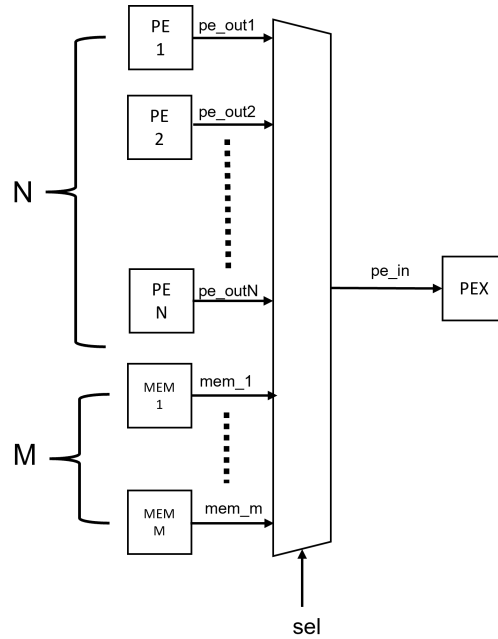 PE
1
pe_out1
PE
2
pe_out2
N
PE
N
pe_outN
pe_in
PEX
MEM
1
mem_1
M
MEM
M
mem_m
sel